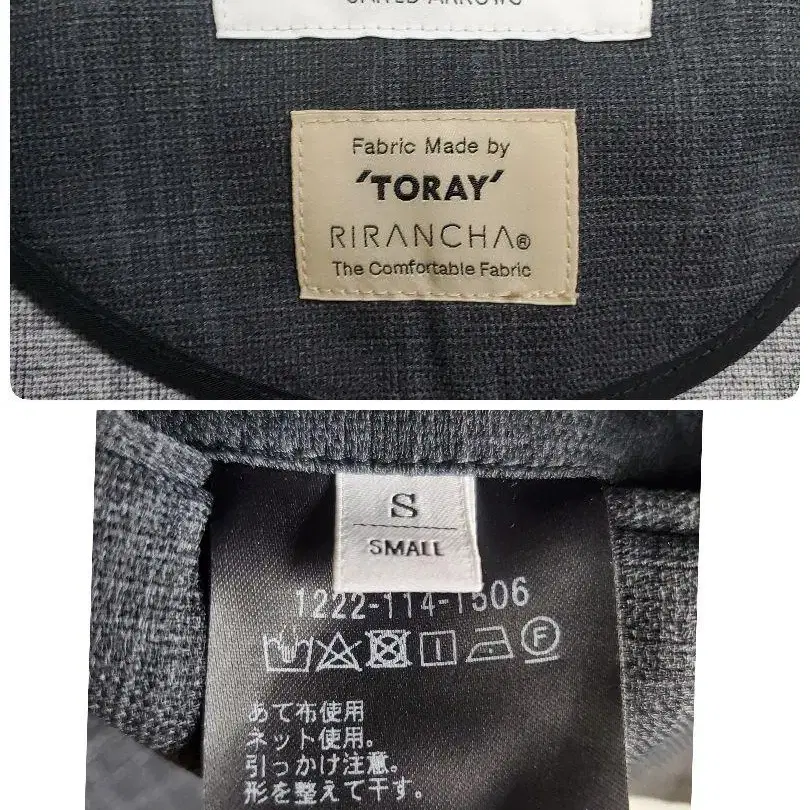 Fabric Made by
'TORAY'
RIRANCHA®
The Comfortable Fabric
S
SMALL
1222-114-1506
F
あて布使用
ネット使用。
引っかけ注意。
形を整えて干す。